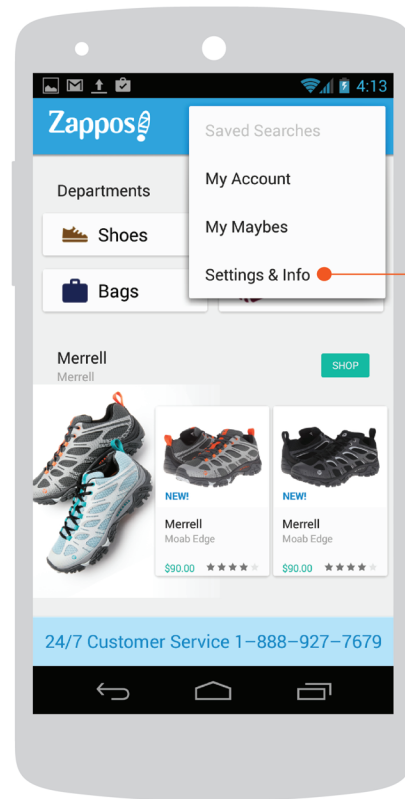 4:13
Zappos
Saved Searches
My Account
My Maybes
Settings & Info
Departments
Shoes
Bags
Merrell
Merrell
SHOP
NEW!
Merrell
Moab Edge
$90.00
NEW!
Merrell
Moab Edge
$90.00
24/7 Customer Service 1–888–927–7679